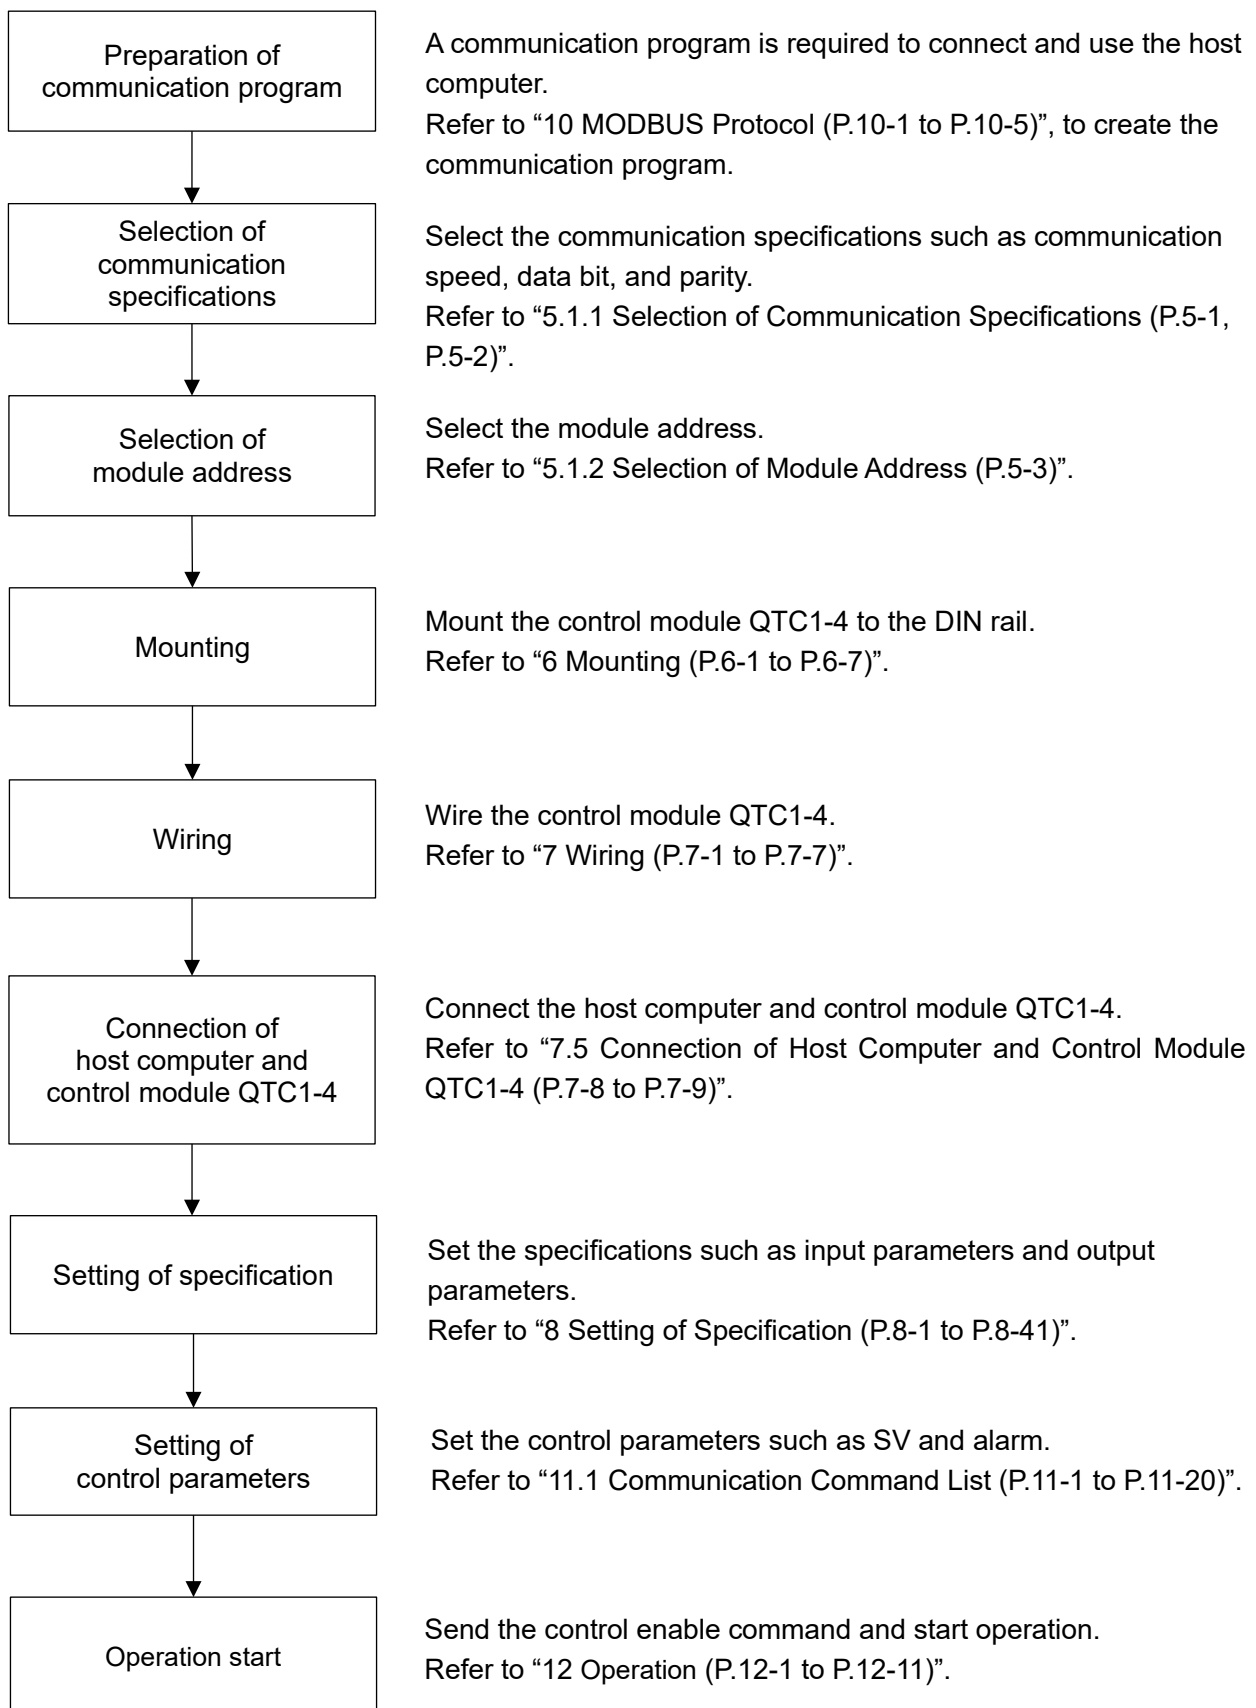 Preparation of
communication program
A communication program is required to connect and use the host
computer.
Refer to “10 MODBUS Protocol (P.10-1 to P.10-5)”, to create the
communication program.
Selection of
communication
specifications
Select the communication specifications such as communication
speed, data bit, and parity.
Refer to “5.1.1 Selection of Communication Specifications (P.5-1,
P.5-2)”.
Selection of
module address
Select the module address.
Refer to “5.1.2 Selection of Module Address (P.5-3)”.
Mounting
Mount the control module QTC1-4 to the DIN rail.
Refer to “6 Mounting (P.6-1 to P.6-7)”.
Wiring
Wire the control module QTC1-4.
Refer to “7 Wiring (P.7-1 to P.7-7)”.
Connection of
host computer and
control module QTC1-4
Connect the host computer and control module QTC1-4.
Refer to “7.5 Connection of Host Computer and Control Module
QTC1-4 (P.7-8 to P.7-9)”.
Setting of specification
Set the specifications such as input parameters and output
parameters.
Refer to “8 Setting of Specification (P.8-1 to P.8-41)”.
Setting of
control parameters
Set the control parameters such as SV and alarm.
Refer to “11.1 Communication Command List (P.11-1 to P.11-20)”.
Operation start
Send the control enable command and start operation.
Refer to “12 Operation (P.12-1 to P.12-11)”.